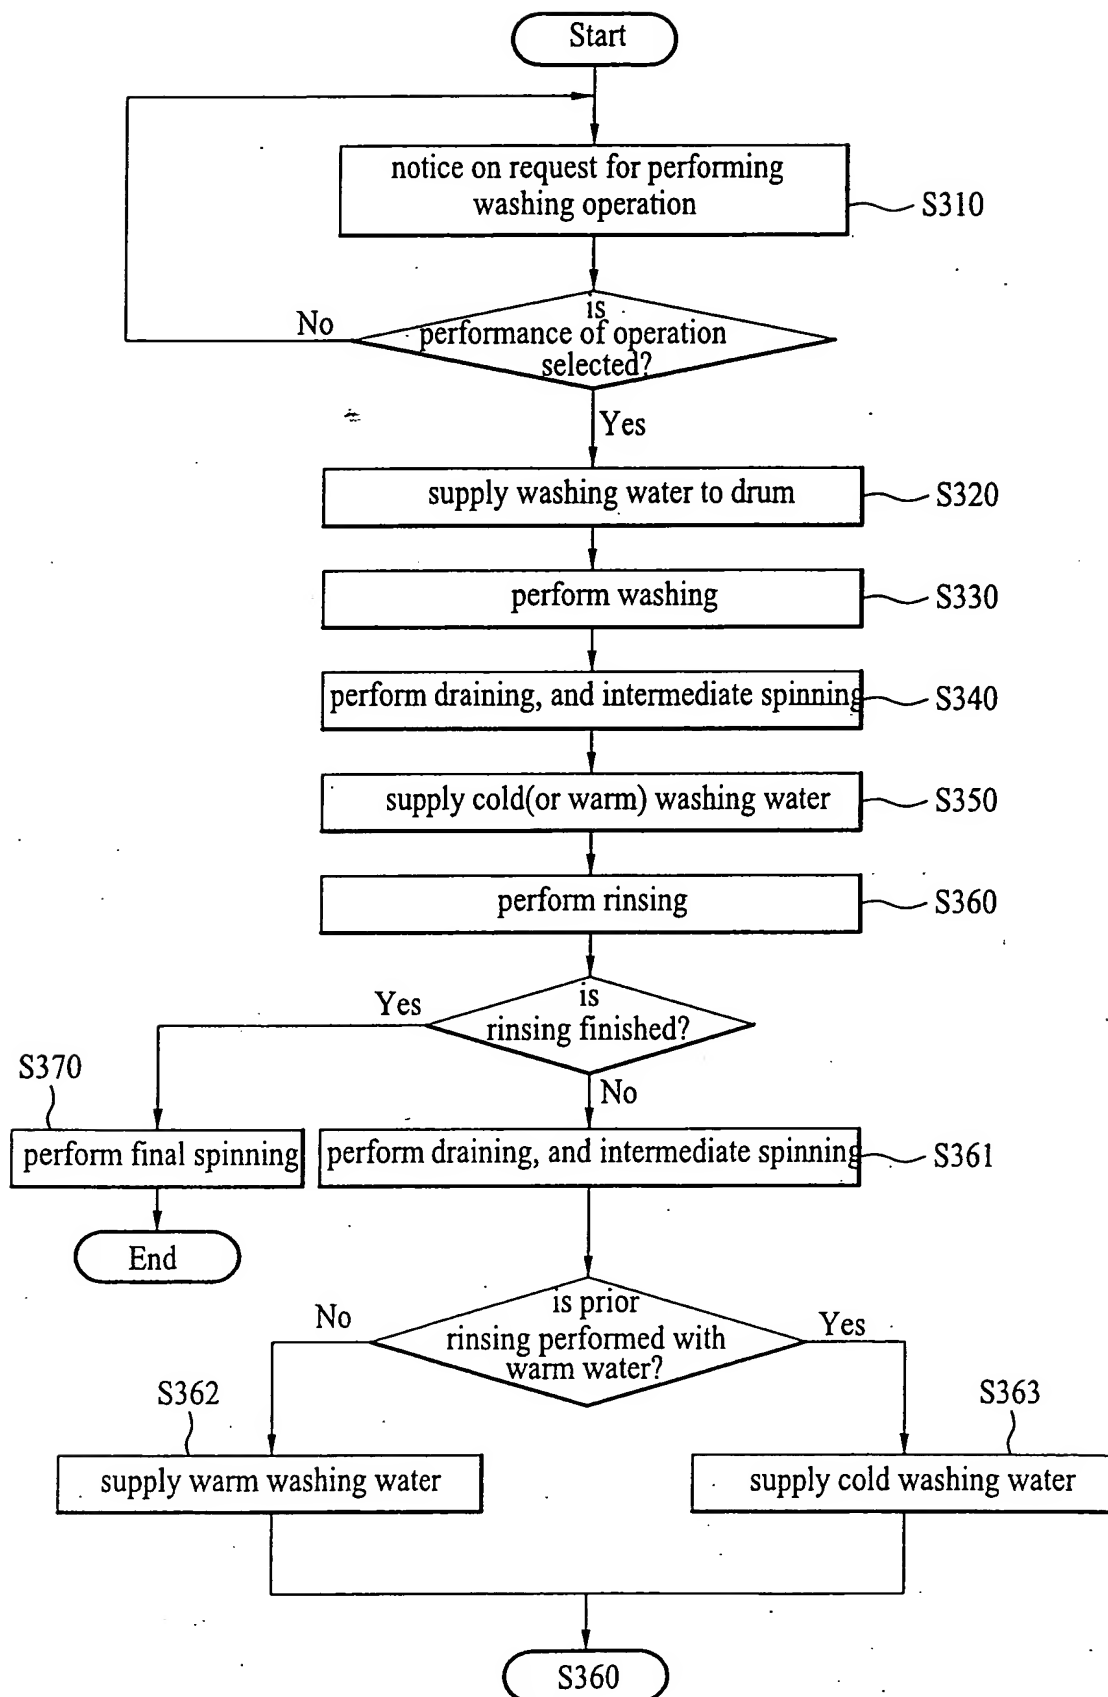 Start
notice on request for performing
washing operation
S310
is
performance of operation
selected?
No
Yes
supply washing water to drum
S320
perform washing
S330
perform draining, and intermediate spinning
S340
supply cold(or warm) washing water
S350
perform rinsing
S360
is
rinsing finished?
Yes
No
S370
perform final spinning
perform draining, and intermediate spinning
S361
End
is prior
rinsing performed with
warm water?
No
Yes
S362
S363
supply warm washing water
supply cold washing water
S360